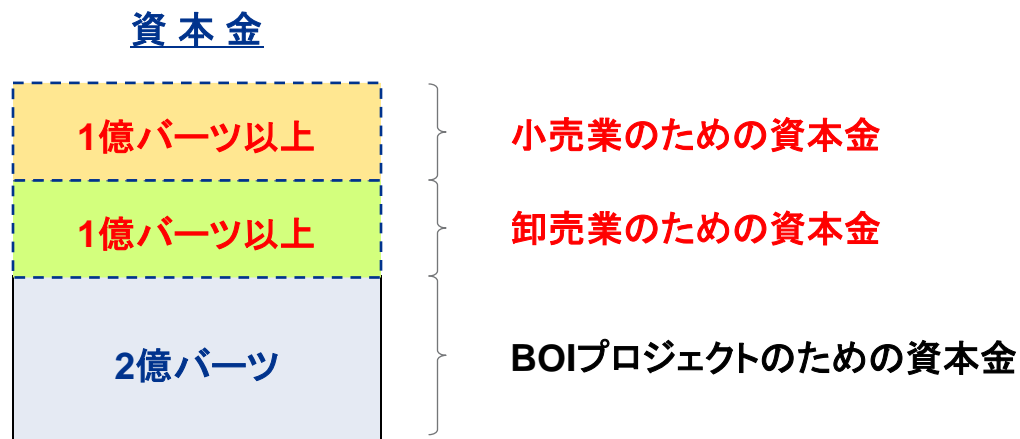 資 本 金
1億バーツ以上
小売業のための資本金
1億バーツ以上
卸売業のための資本金
2億バーツ
BOIプロジェクトのための資本金